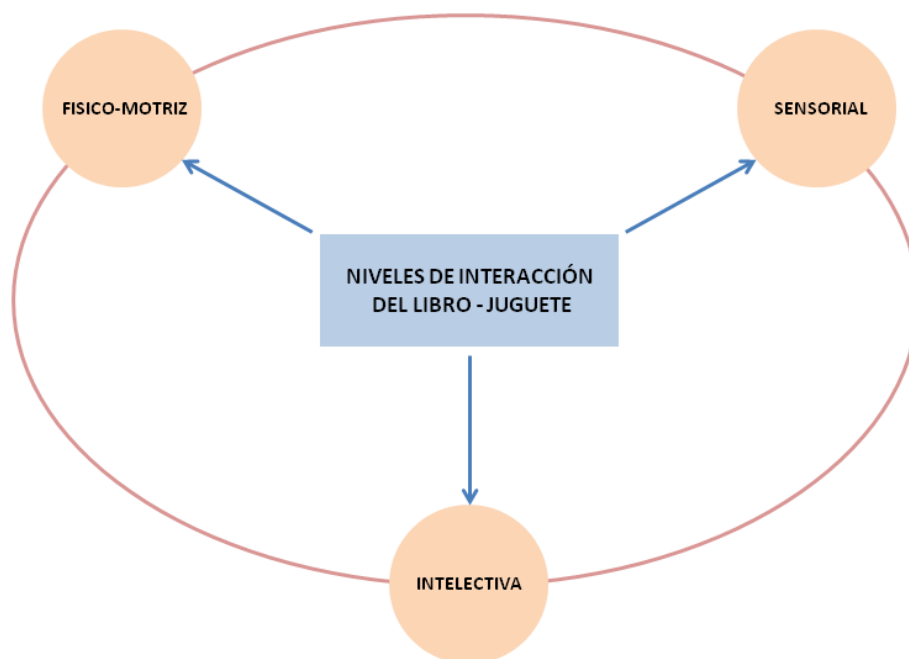 FISICO-MOTRIZ
SENSORIAL
NIVELES DE INTERACCIÓN
DEL LIBRO - JUGUETE
INTELECTIVA